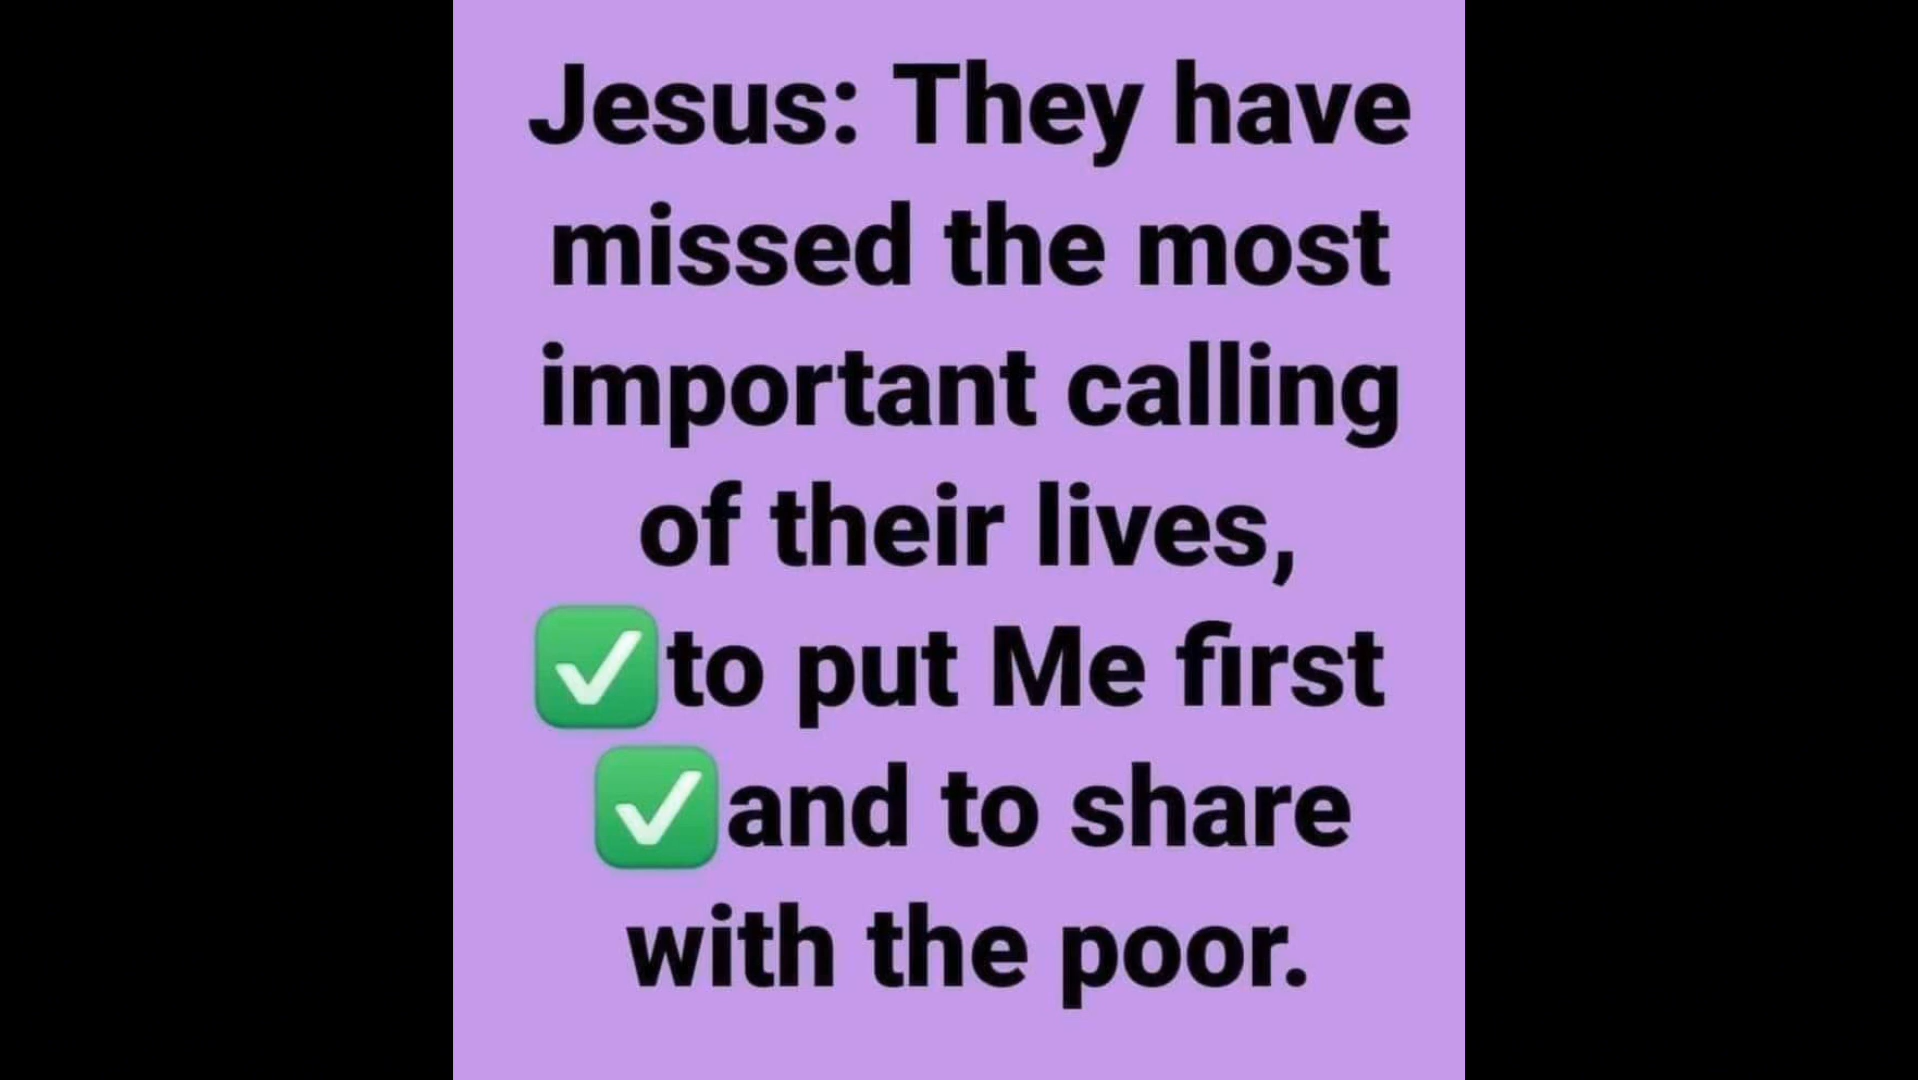 Jesus: They have
missed the most
important calling
of their lives,
✅to put Me first
✅and to share
with the poor.